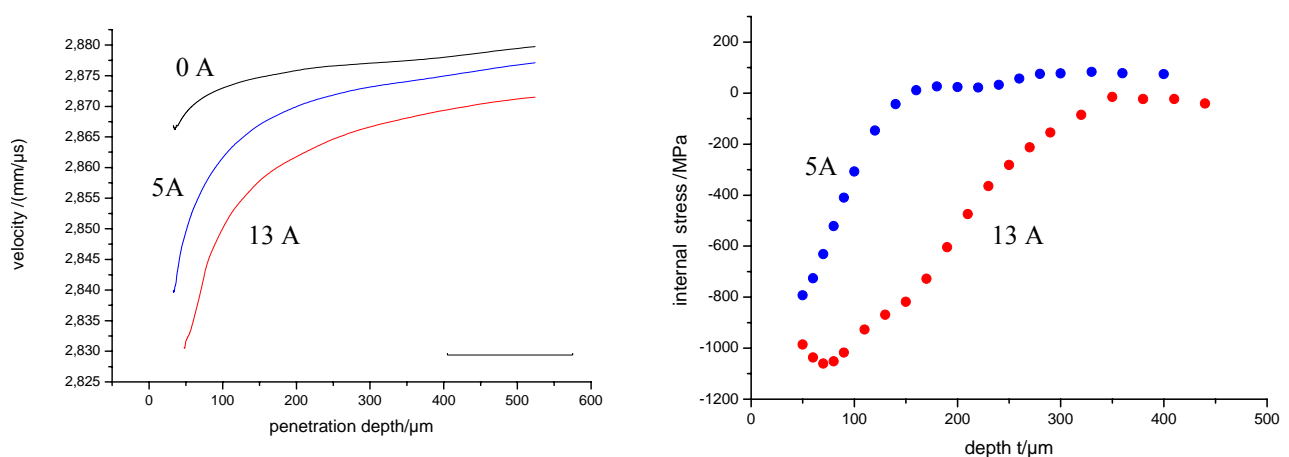 2,880
2,875
2,870
2,865
2,860
2,855
2,850
2,845
2,840
2,835
2,830
2,825
velocity /(mm/µs)
0 A
5A
13 A
0 100 200 300 400 500 600
penetration depth/µm
200
0
-200
-400
-600
-800
-1000
-1200
internal stress /MPa
5A
13 A
0 100 200 300 400 500
depth t/µm